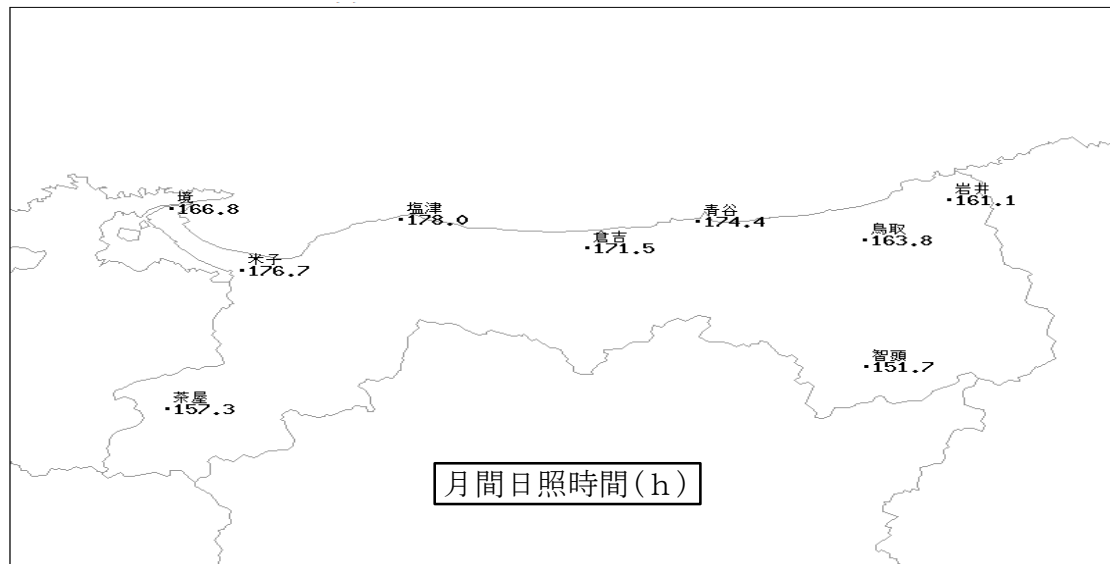 岩井
・161.1
境
・166.8
塩津
・178.0
青谷
・174.4
鳥取
・163.8
倉吉
・171.5
米子
・176.7
智頭
・151.7
茶屋
・157.3
月間日照時間(h)